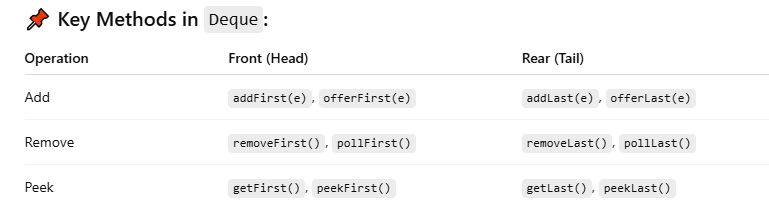 📌 Key Methods in Deque:
Operation Front (Head) Rear (Tail)
Add addFirst(e), offerFirst(e) addLast(e), offerLast(e)
Remove removeFirst(), pollFirst() removeLast(), pollLast()
Peek getFirst(), peekFirst() getLast(), peekLast()